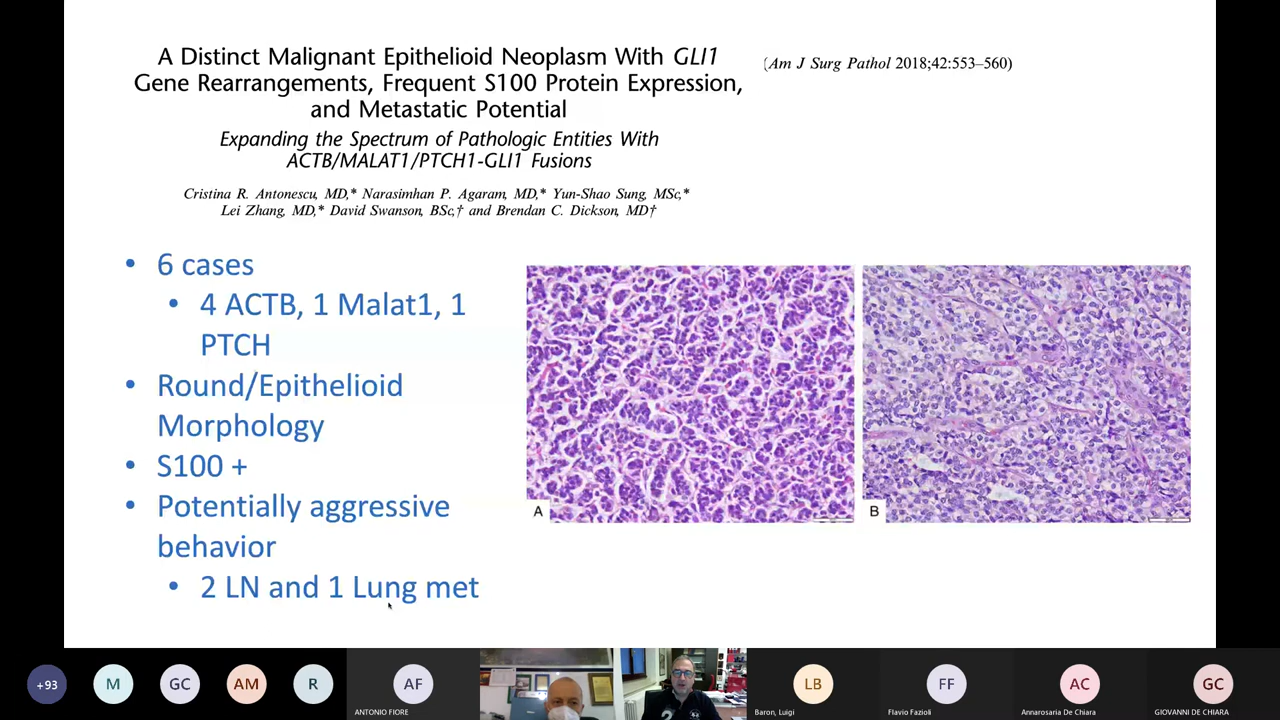 A Distinct Malignant Epithelioid Neoplasm With GLI1
Gene Rearrangements, Frequent S100 Protein Expression,
and Metastatic Potential
(Am J Surg Pathol 2018;42:553–560)
Expanding the Spectrum of Pathologic Entities With
ACTB/MALAT1/PTCH1-GLI1 Fusions
Cristina R. Antonescu, MD,* Narasimhan P. Agaram, MD,* Yun-Shao Sung, MSc,*
Lei Zhang, MD,* David Swanson, BSc,† and Brendan C. Dickson, MD†
• 6 cases
• 4 ACTB, 1 Malat1, 1
PTCH
• Round/Epithelioid
Morphology
• S100 +
• Potentially aggressive
behavior
• 2 LN and 1 Lung met
A
B
+93
M
GC
AM
R
AF
ANTONIO FIORE
2
LB
Baron, Luigi
FF
Flavio Fazioli
AC
Annarosaria De Chiara
GC
GIOVANNI DE CHIARA